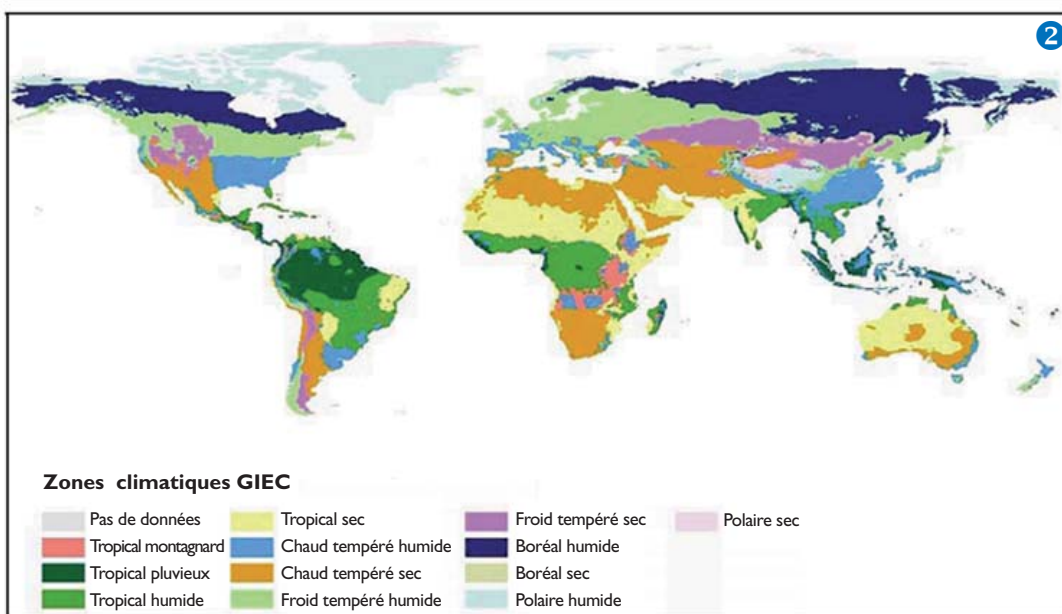 2
Zones climatiques GIEC
Pas de données
Tropical montagnard
Tropical pluvieux
Tropical humide
Tropical sec
Chaud tempéré humide
Chaud tempéré sec
Froid tempéré humide
Froid tempéré sec
Boréal humide
Boréal sec
Polaire humide
Polaire sec